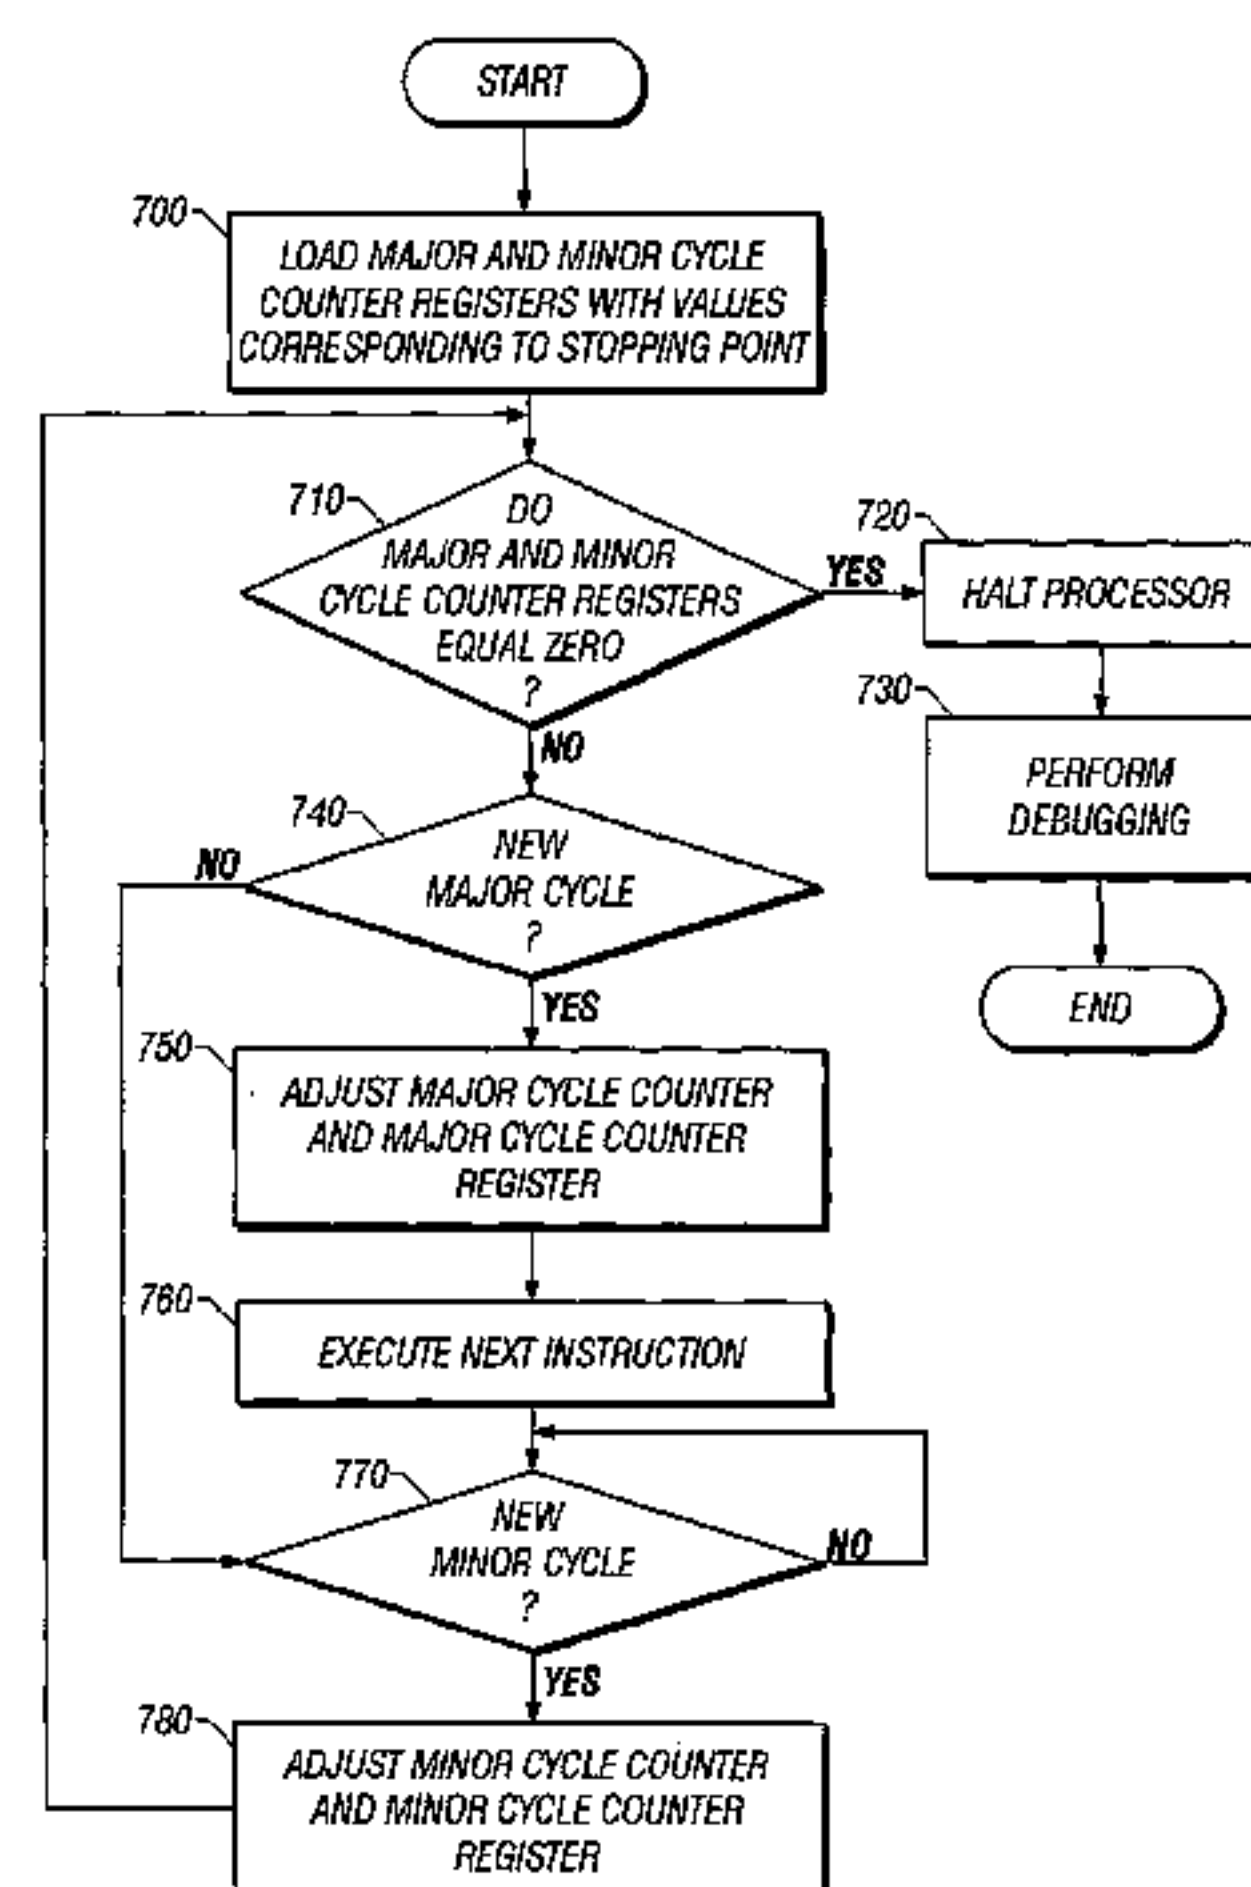 START
700
LOAD MAJOR AND MINOR CYCLE
COUNTER REGISTERS WITH VALUES
CORRESPONDING TO STOPPING POINT
710
DO
MAJOR AND MINOR
CYCLE COUNTER REGISTERS
EQUAL ZERO
?
YES
720
HALT PROCESSOR
730
PERFORM
DEBUGGING
END
NO
740
NEW
MAJOR CYCLE
?
NO
YES
750
ADJUST MAJOR CYCLE COUNTER
AND MAJOR CYCLE COUNTER
REGISTER
760
EXECUTE NEXT INSTRUCTION
770
NEW
MINOR CYCLE
?
NO
YES
780
ADJUST MINOR CYCLE COUNTER
AND MINOR CYCLE COUNTER
REGISTER